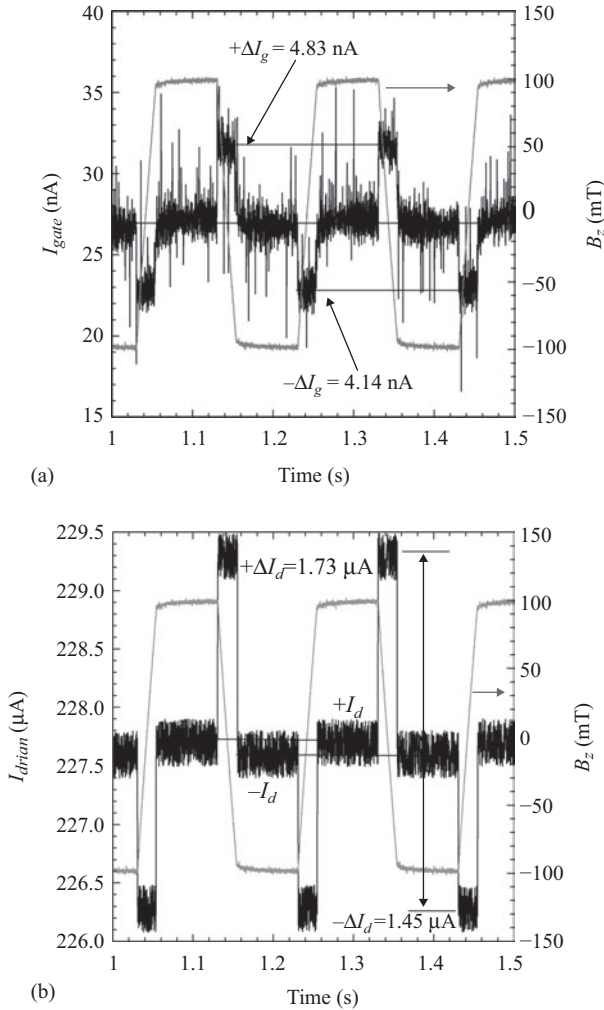 40
35
30
25
20
15
I_gate (nA)
+ΔI_g = 4.83 nA
−ΔI_g = 4.14 nA
150
100
50
0
−50
−100
−150
B_z (mT)
1 1.1 1.2 1.3 1.4 1.5
(a) Time (s)
229.5
229.0
228.5
228.0
227.5
227.0
226.5
226.0
I_drian (μA)
+ΔI_d=1.73 μA
+I_d
−I_d
−ΔI_d=1.45 μA
150
100
50
0
−50
−100
−150
B_z (mT)
1 1.1 1.2 1.3 1.4 1.5
(b) Time (s)